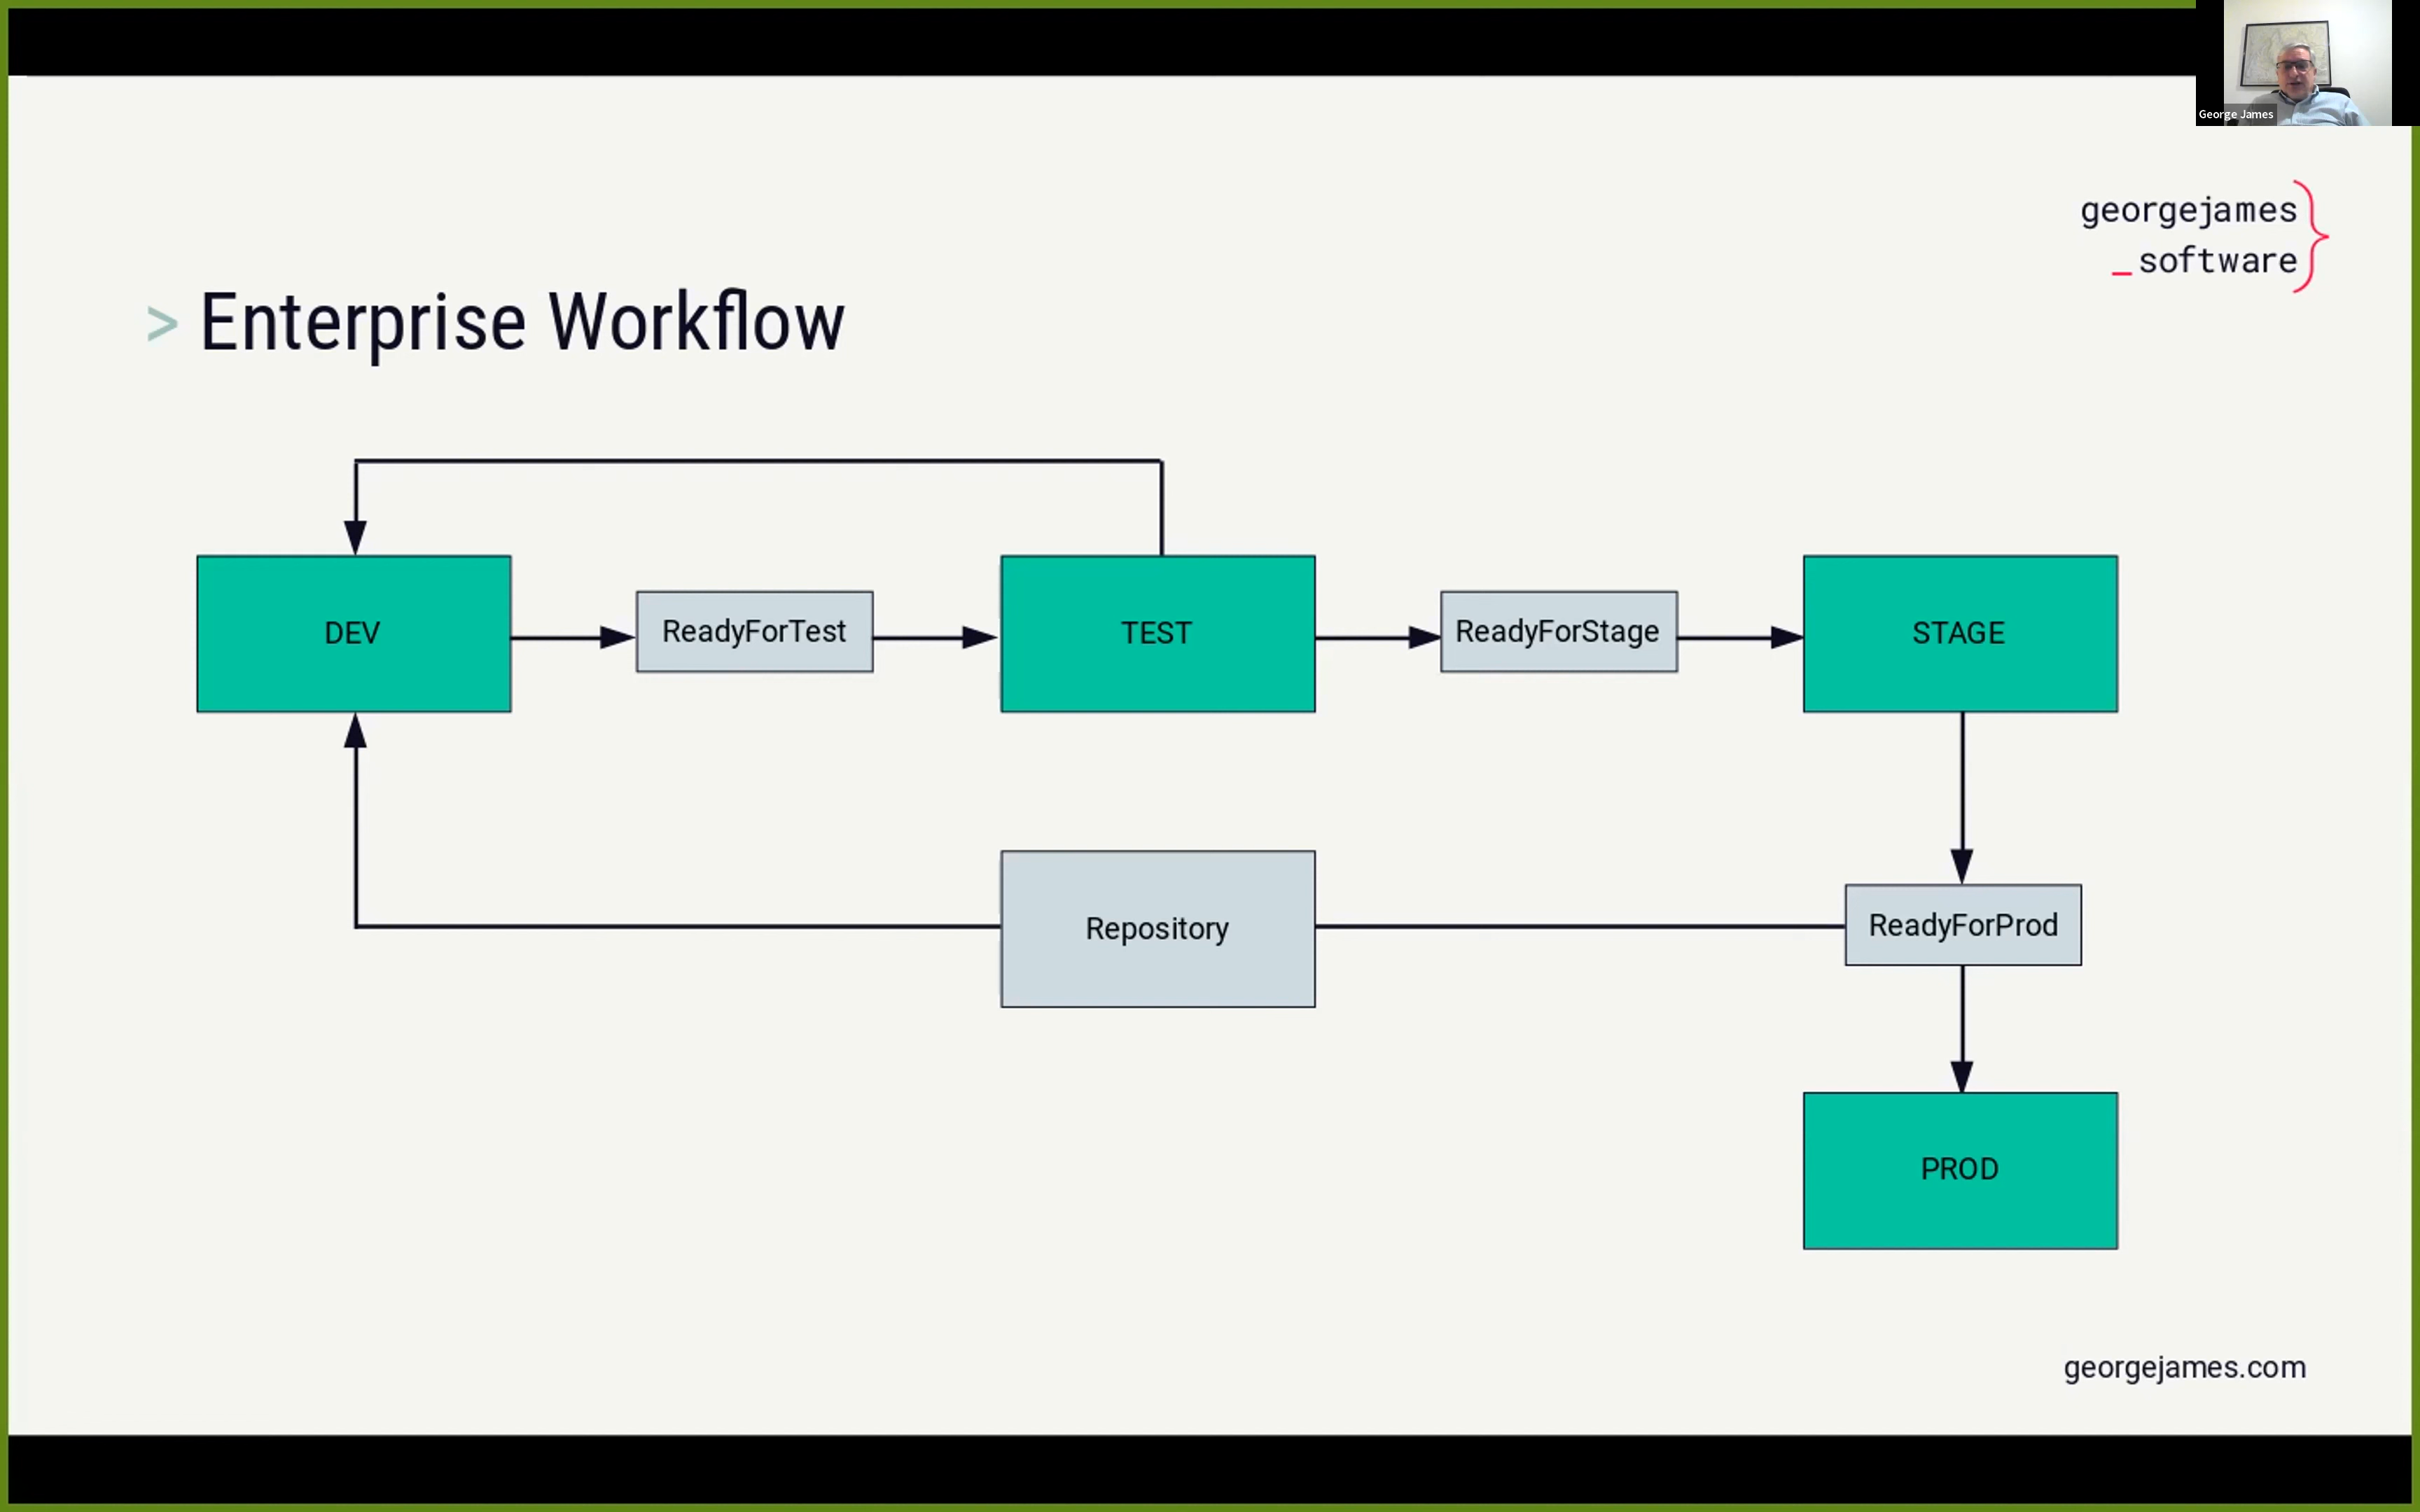 George James
georgejames
_software
> Enterprise Workflow
DEV
ReadyForTest
TEST
ReadyForStage
STAGE
Repository
ReadyForProd
PROD
georgejames.com